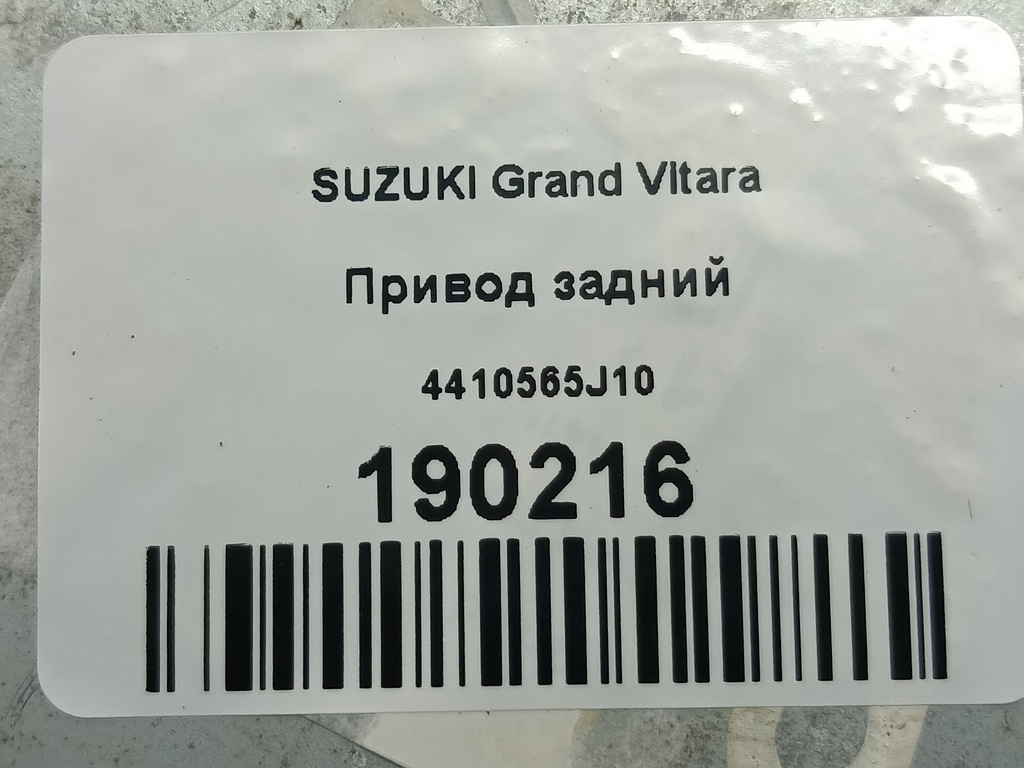 SUZUKI Grand VItara
Привод задний
4410565J10
190216